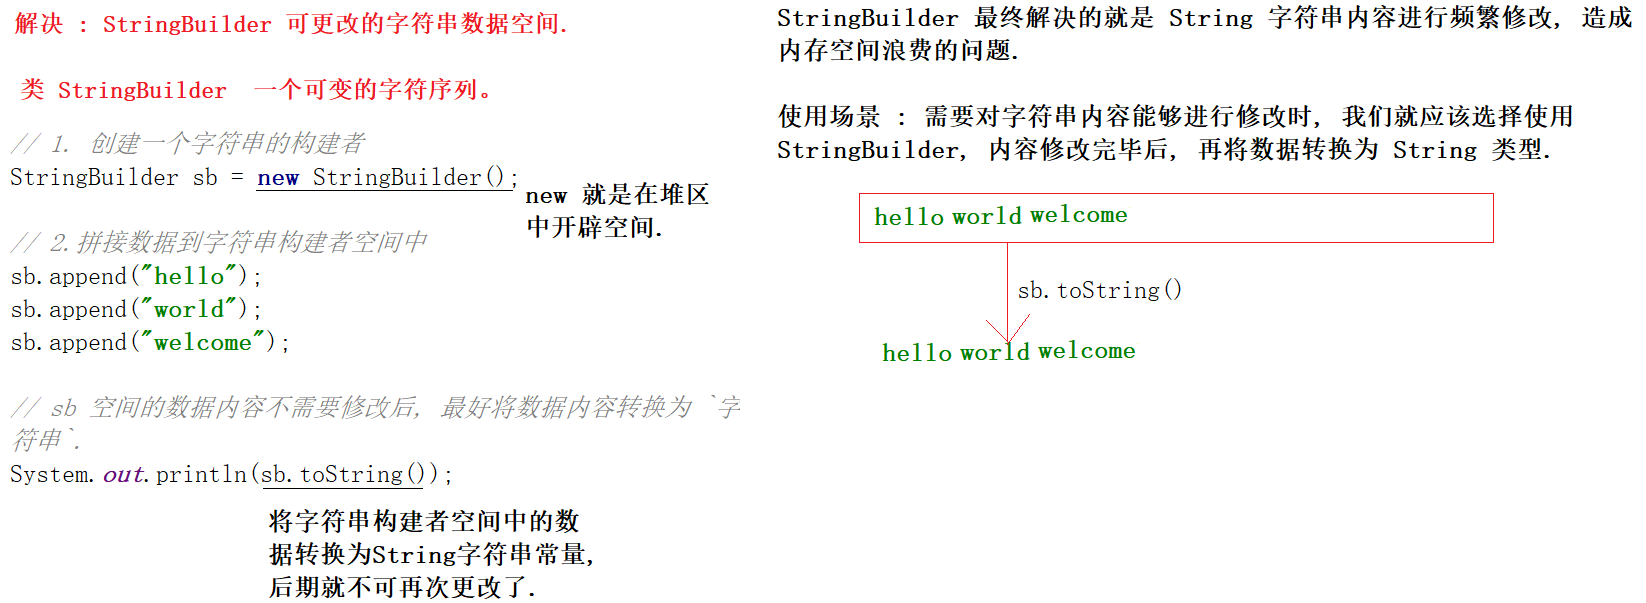 解决 : StringBuilder 可更改的字符串数据空间.
类 StringBuilder 一个可变的字符序列。
// 1. 创建一个字符串的构建者
StringBuilder sb = new StringBuilder();
new 就是在堆区
中开辟空间.
// 2.拼接数据到字符串构建者空间中
sb.append("hello");
sb.append("world");
sb.append("welcome");
// sb 空间的数据内容不需要修改后, 最好将数据内容转换为 `字
符串`.
System.out.println(sb.toString());
将字符串构建者空间中的数
据转换为String字符串常量,
后期就不可再次更改了.
StringBuilder 最终解决的就是 String 字符串内容进行频繁修改, 造成
内存空间浪费的问题.
使用场景 : 需要对字符串内容能够进行修改时, 我们就应该选择使用
StringBuilder, 内容修改完毕后, 再将数据转换为 String 类型.
hello world welcome
sb.toString()
hello world welcome